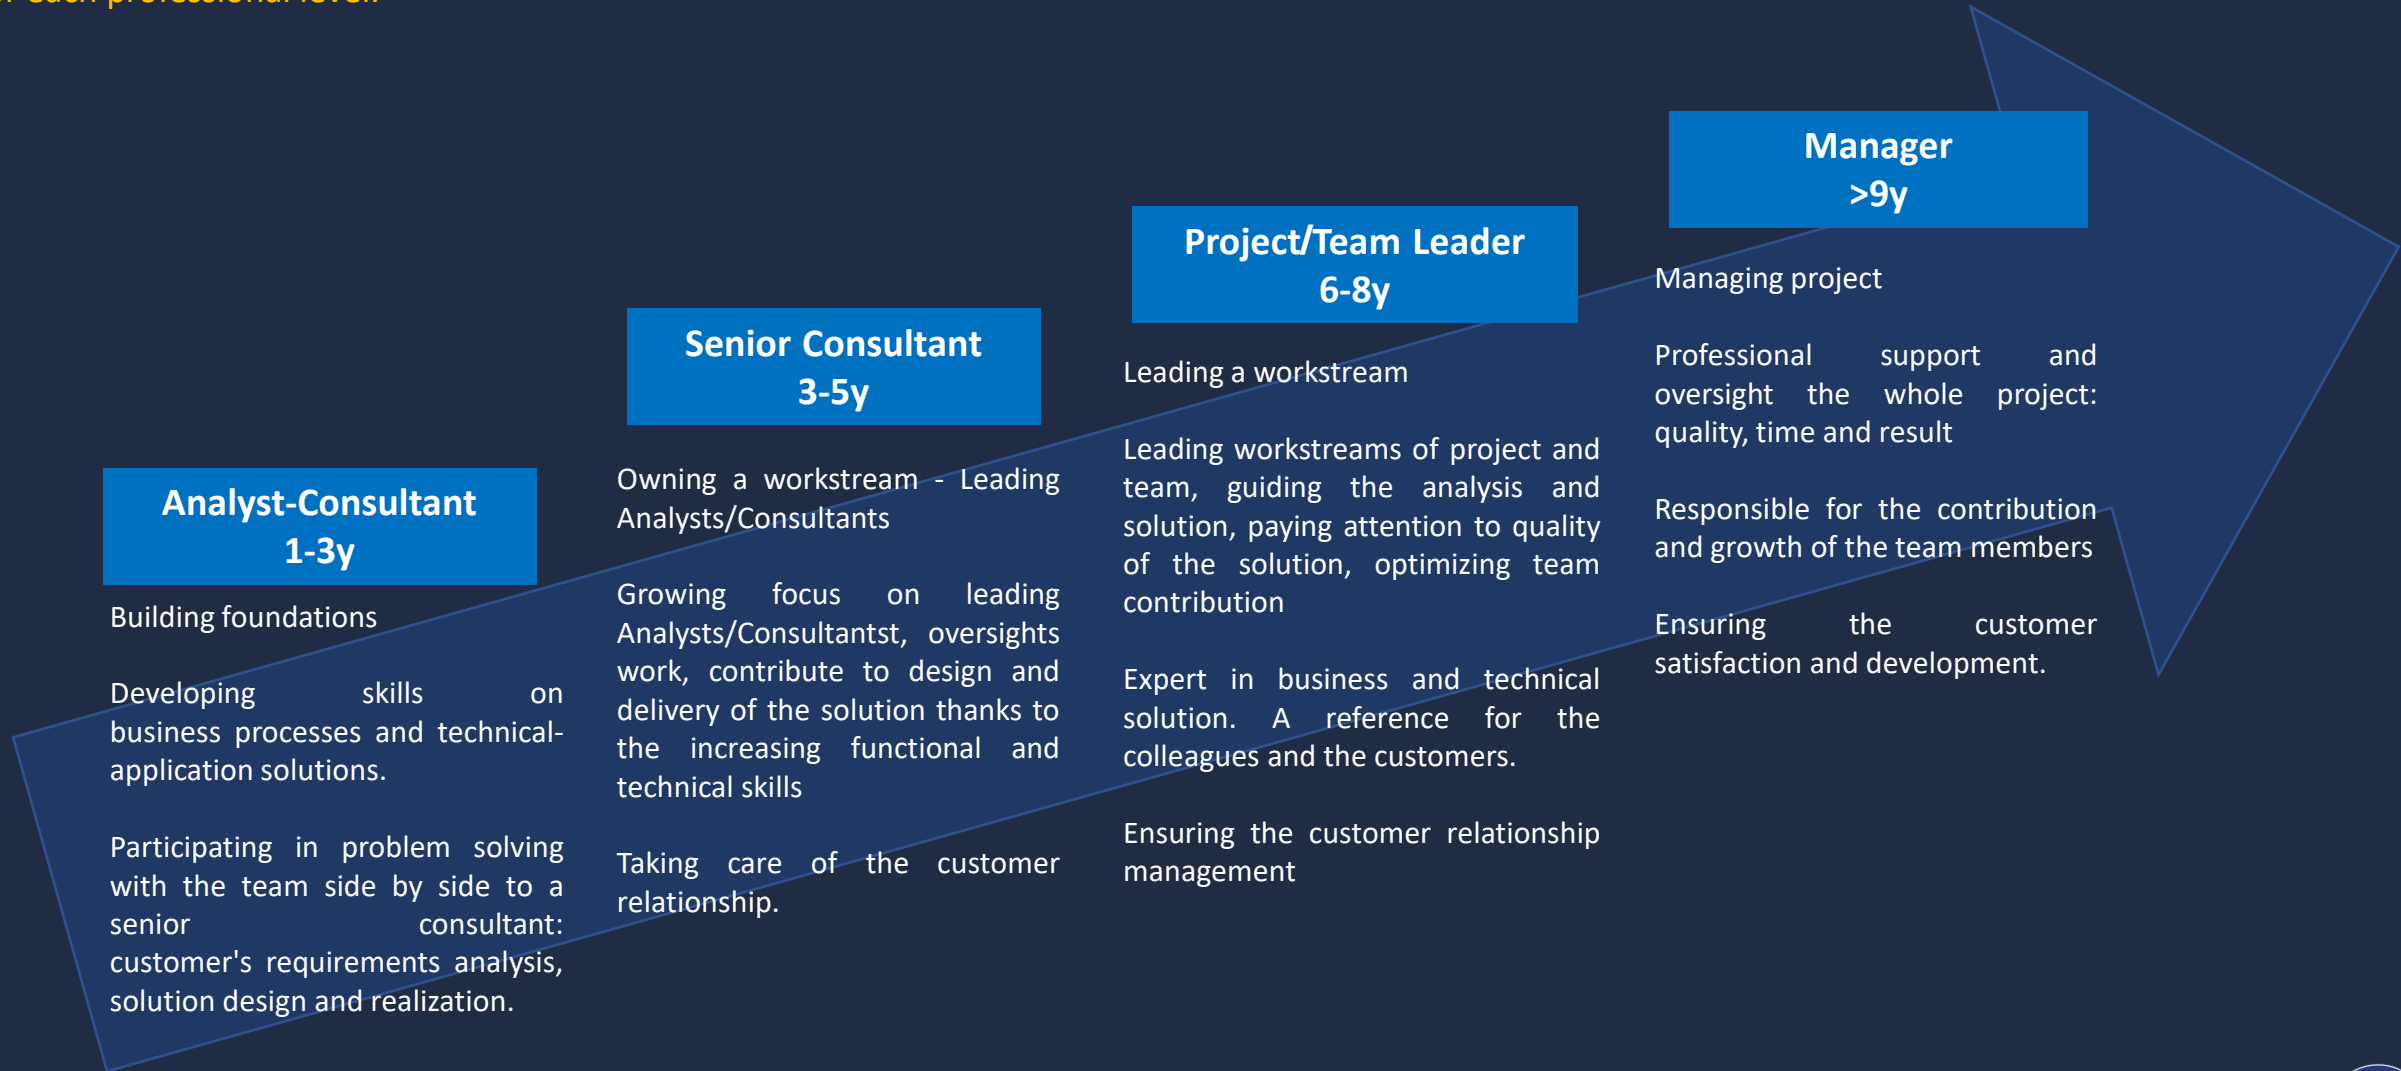 each professional level.
Manager
>9y
Project/Team Leader
6-8y
Senior Consultant
3-5y
Analyst-Consultant
1-3y
Building foundations
Developing skills on
business processes and technical-
application solutions.
Participating in problem solving
with the team side by side to a
senior consultant:
customer's requirements analysis,
solution design and realization.
Owning a workstream - Leading
Analysts/Consultants
Growing focus on leading
Analysts/Consultantst, oversights
work, contribute to design and
delivery of the solution thanks to
the increasing functional and
technical skills
Taking care of the customer
relationship.
Leading a workstream
Leading workstreams of project and
team, guiding the analysis and
solution, paying attention to quality
of the solution, optimizing team
contribution
Expert in business and technical
solution. A reference for the
colleagues and the customers.
Ensuring the customer relationship
management
Managing project
Professional support and
oversight the whole project:
quality, time and result
Responsible for the contribution
and growth of the team members
Ensuring the customer
satisfaction and development.